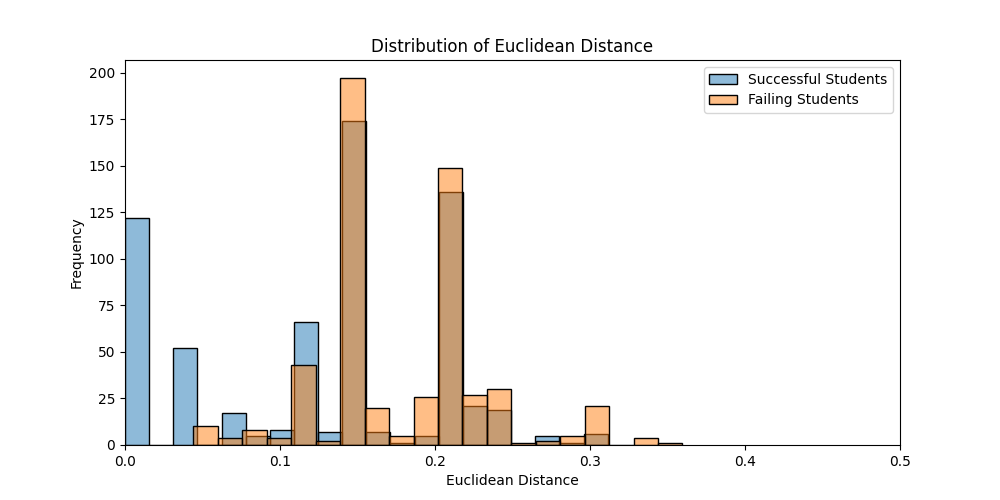 Distribution of Euclidean Distance
Successful Students
Failing Students
200
175
150
125
100
75
50
25
0
Frequency
0.0 0.1 0.2 0.3 0.4 0.5
Euclidean Distance